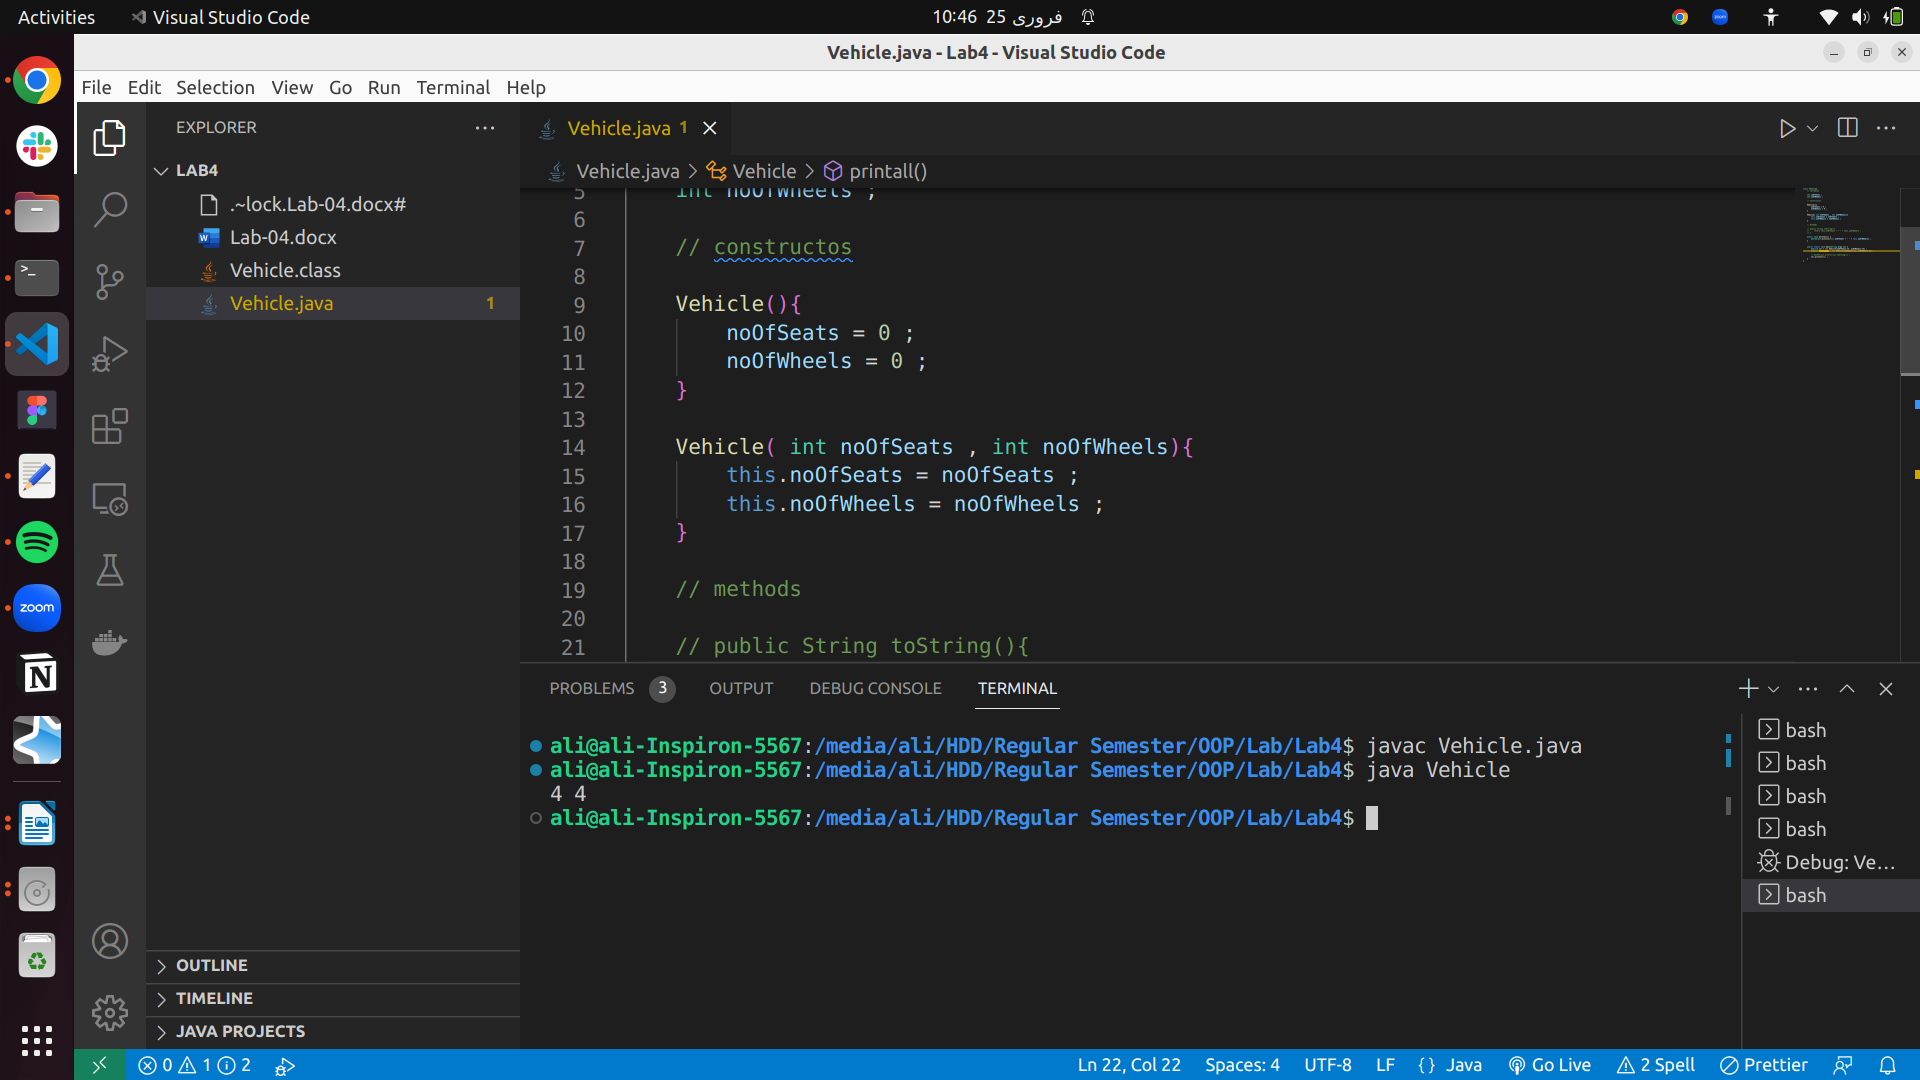 Activities
Visual Studio Code
10:46 25 فروری
Vehicle.java - Lab4 - Visual Studio Code
File Edit Selection View Go Run Terminal Help
EXPLORER
LAB4
.~lock.Lab-04.docx#
Lab-04.docx
Vehicle.class
Vehicle.java 1
OUTLINE
TIMELINE
JAVA PROJECTS
zoom
Vehicle.java 1
Vehicle.java > Vehicle > printall()
5 int noOfWheels ;
6
7 // constructos
8
9 Vehicle(){
10 noOfSeats = 0 ;
11 noOfWheels = 0 ;
12 }
13
14 Vehicle( int noOfSeats , int noOfWheels){
15 this.noOfSeats = noOfSeats ;
16 this.noOfWheels = noOfWheels ;
17 }
18
19 // methods
20
21 // public String toString(){
PROBLEMS 3 OUTPUT DEBUG CONSOLE TERMINAL
ali@ali-Inspiron-5567:/media/ali/HDD/Regular Semester/OOP/Lab/Lab4$ javac Vehicle.java
ali@ali-Inspiron-5567:/media/ali/HDD/Regular Semester/OOP/Lab/Lab4$ java Vehicle
4 4
ali@ali-Inspiron-5567:/media/ali/HDD/Regular Semester/OOP/Lab/Lab4$
bash
bash
bash
bash
Debug: Ve...
bash
0 1 2
Ln 22, Col 22 Spaces: 4 UTF-8 LF {} Java Go Live 2 Spell Prettier